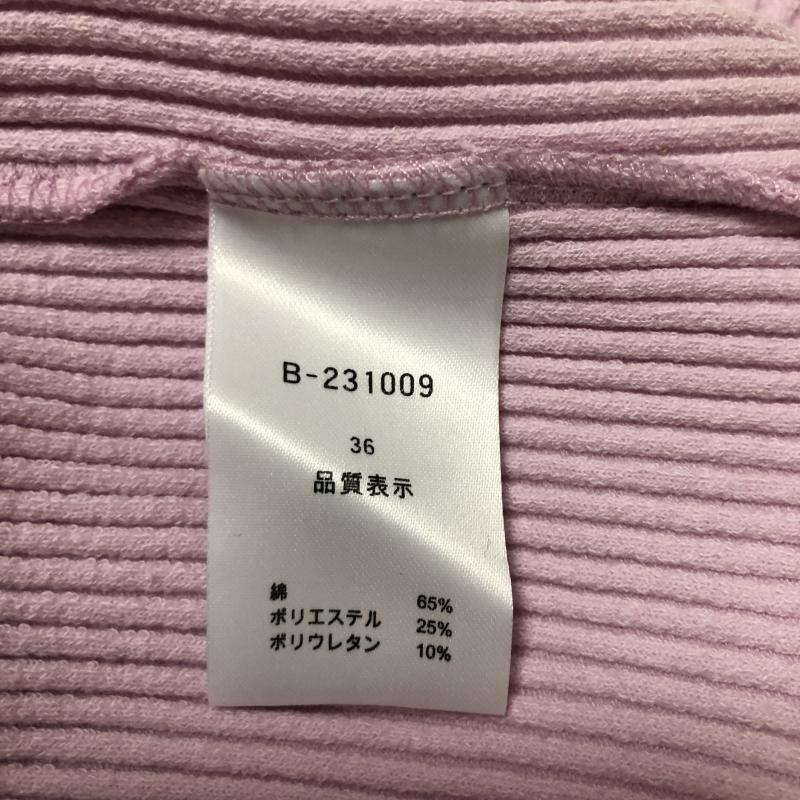 B-231009
36
品質表示
綿 65%
ポリエステル 25%
ポリウレタン 10%